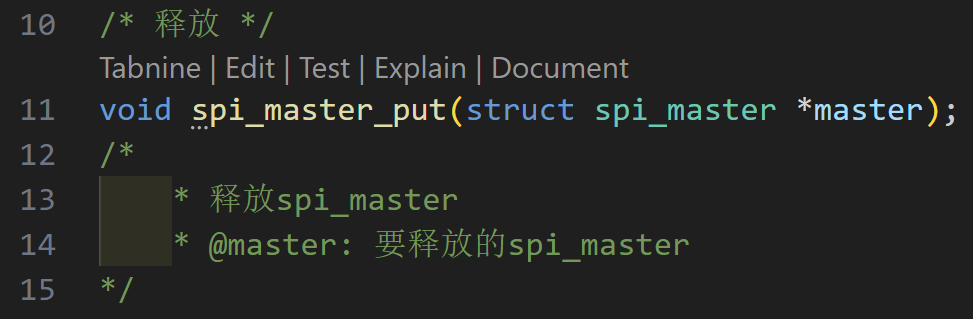 10 /* 释放 */
Tabnine | Edit | Test | Explain | Document
11 void spi_master_put(struct spi_master *master);
12 /*
13 * 释放spi_master
14 * @master: 要释放的spi_master
15 */